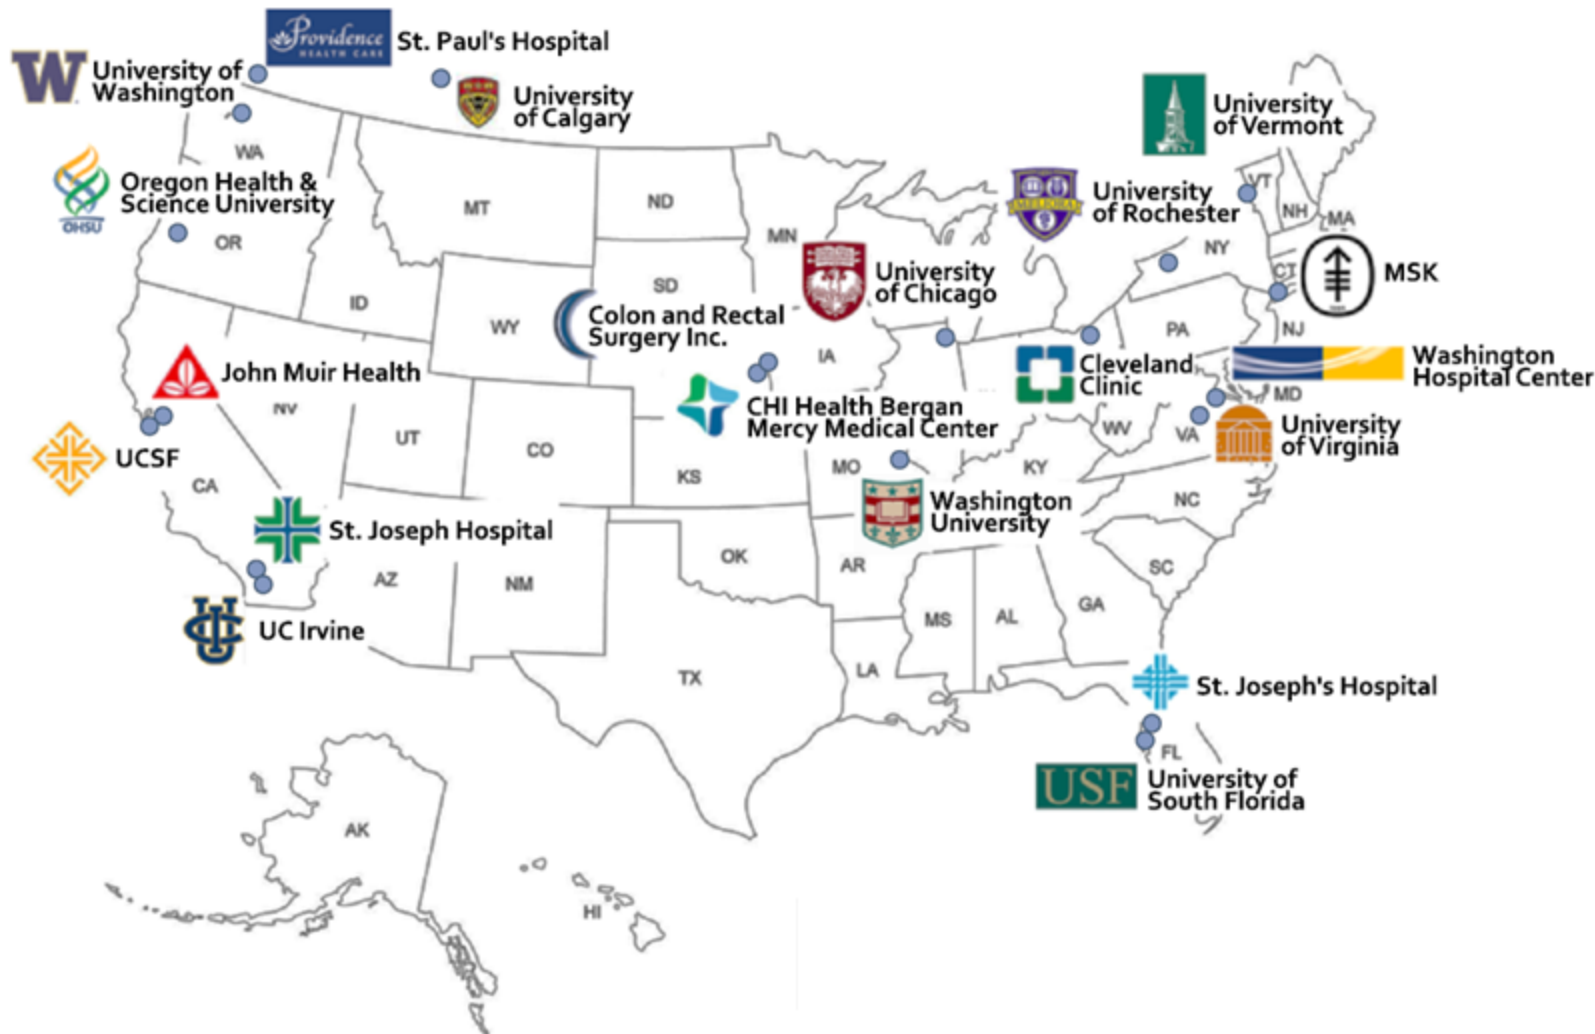 Providence
HEALTH CARE
St. Paul's Hospital
W
University of
Washington
University
of Calgary
University
of Vermont
WA
OHSU
Oregon Health &
Science University
OR
MT
ND
MN
MELIORA
University
of Rochester
VT
NH
MA
NY
CT
MSK
ID
WY
SD
Colon and Rectal
Surgery Inc.
University
of Chicago
IA
PA
NJ
Cleveland
Clinic
Washington
Hospital Center
MD
John Muir Health
NV
UT
CO
KS
CHI Health Bergan
Mercy Medical Center
MO
KY
WV
VA
University
of Virginia
UCSF
CA
St. Joseph Hospital
AZ
NM
OK
AR
Washington
University
NC
SC
UCI
UC Irvine
TX
LA
MS
AL
GA
St. Joseph's Hospital
FL
USF
University of
South Florida
AK
HI